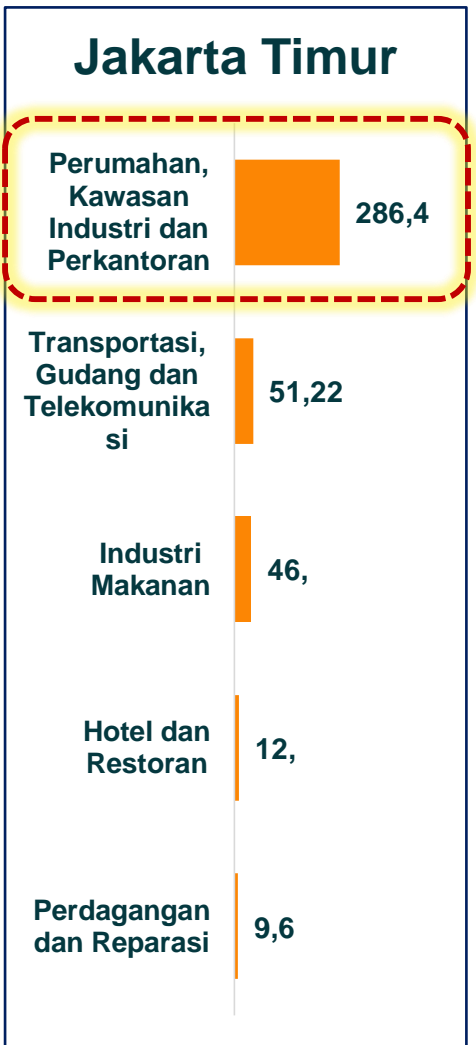 Jakarta Timur
Perumahan,
Kawasan
Industri dan
Perkantoran
286,4
Transportasi,
Gudang dan
Telekomunika
si
51,22
Industri
Makanan
46,
Hotel dan
Restoran
12,
Perdagangan
dan Reparasi
9,6